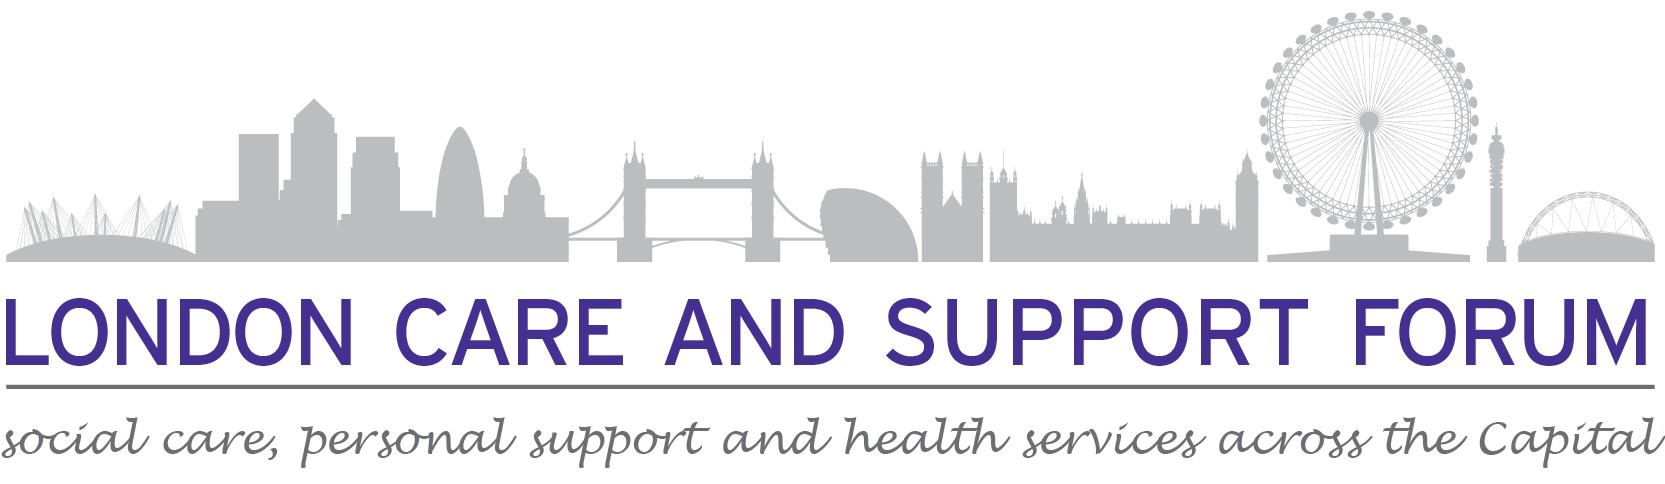 LONDON CARE AND SUPPORT FORUM
social care, personal support and health services across the Capital